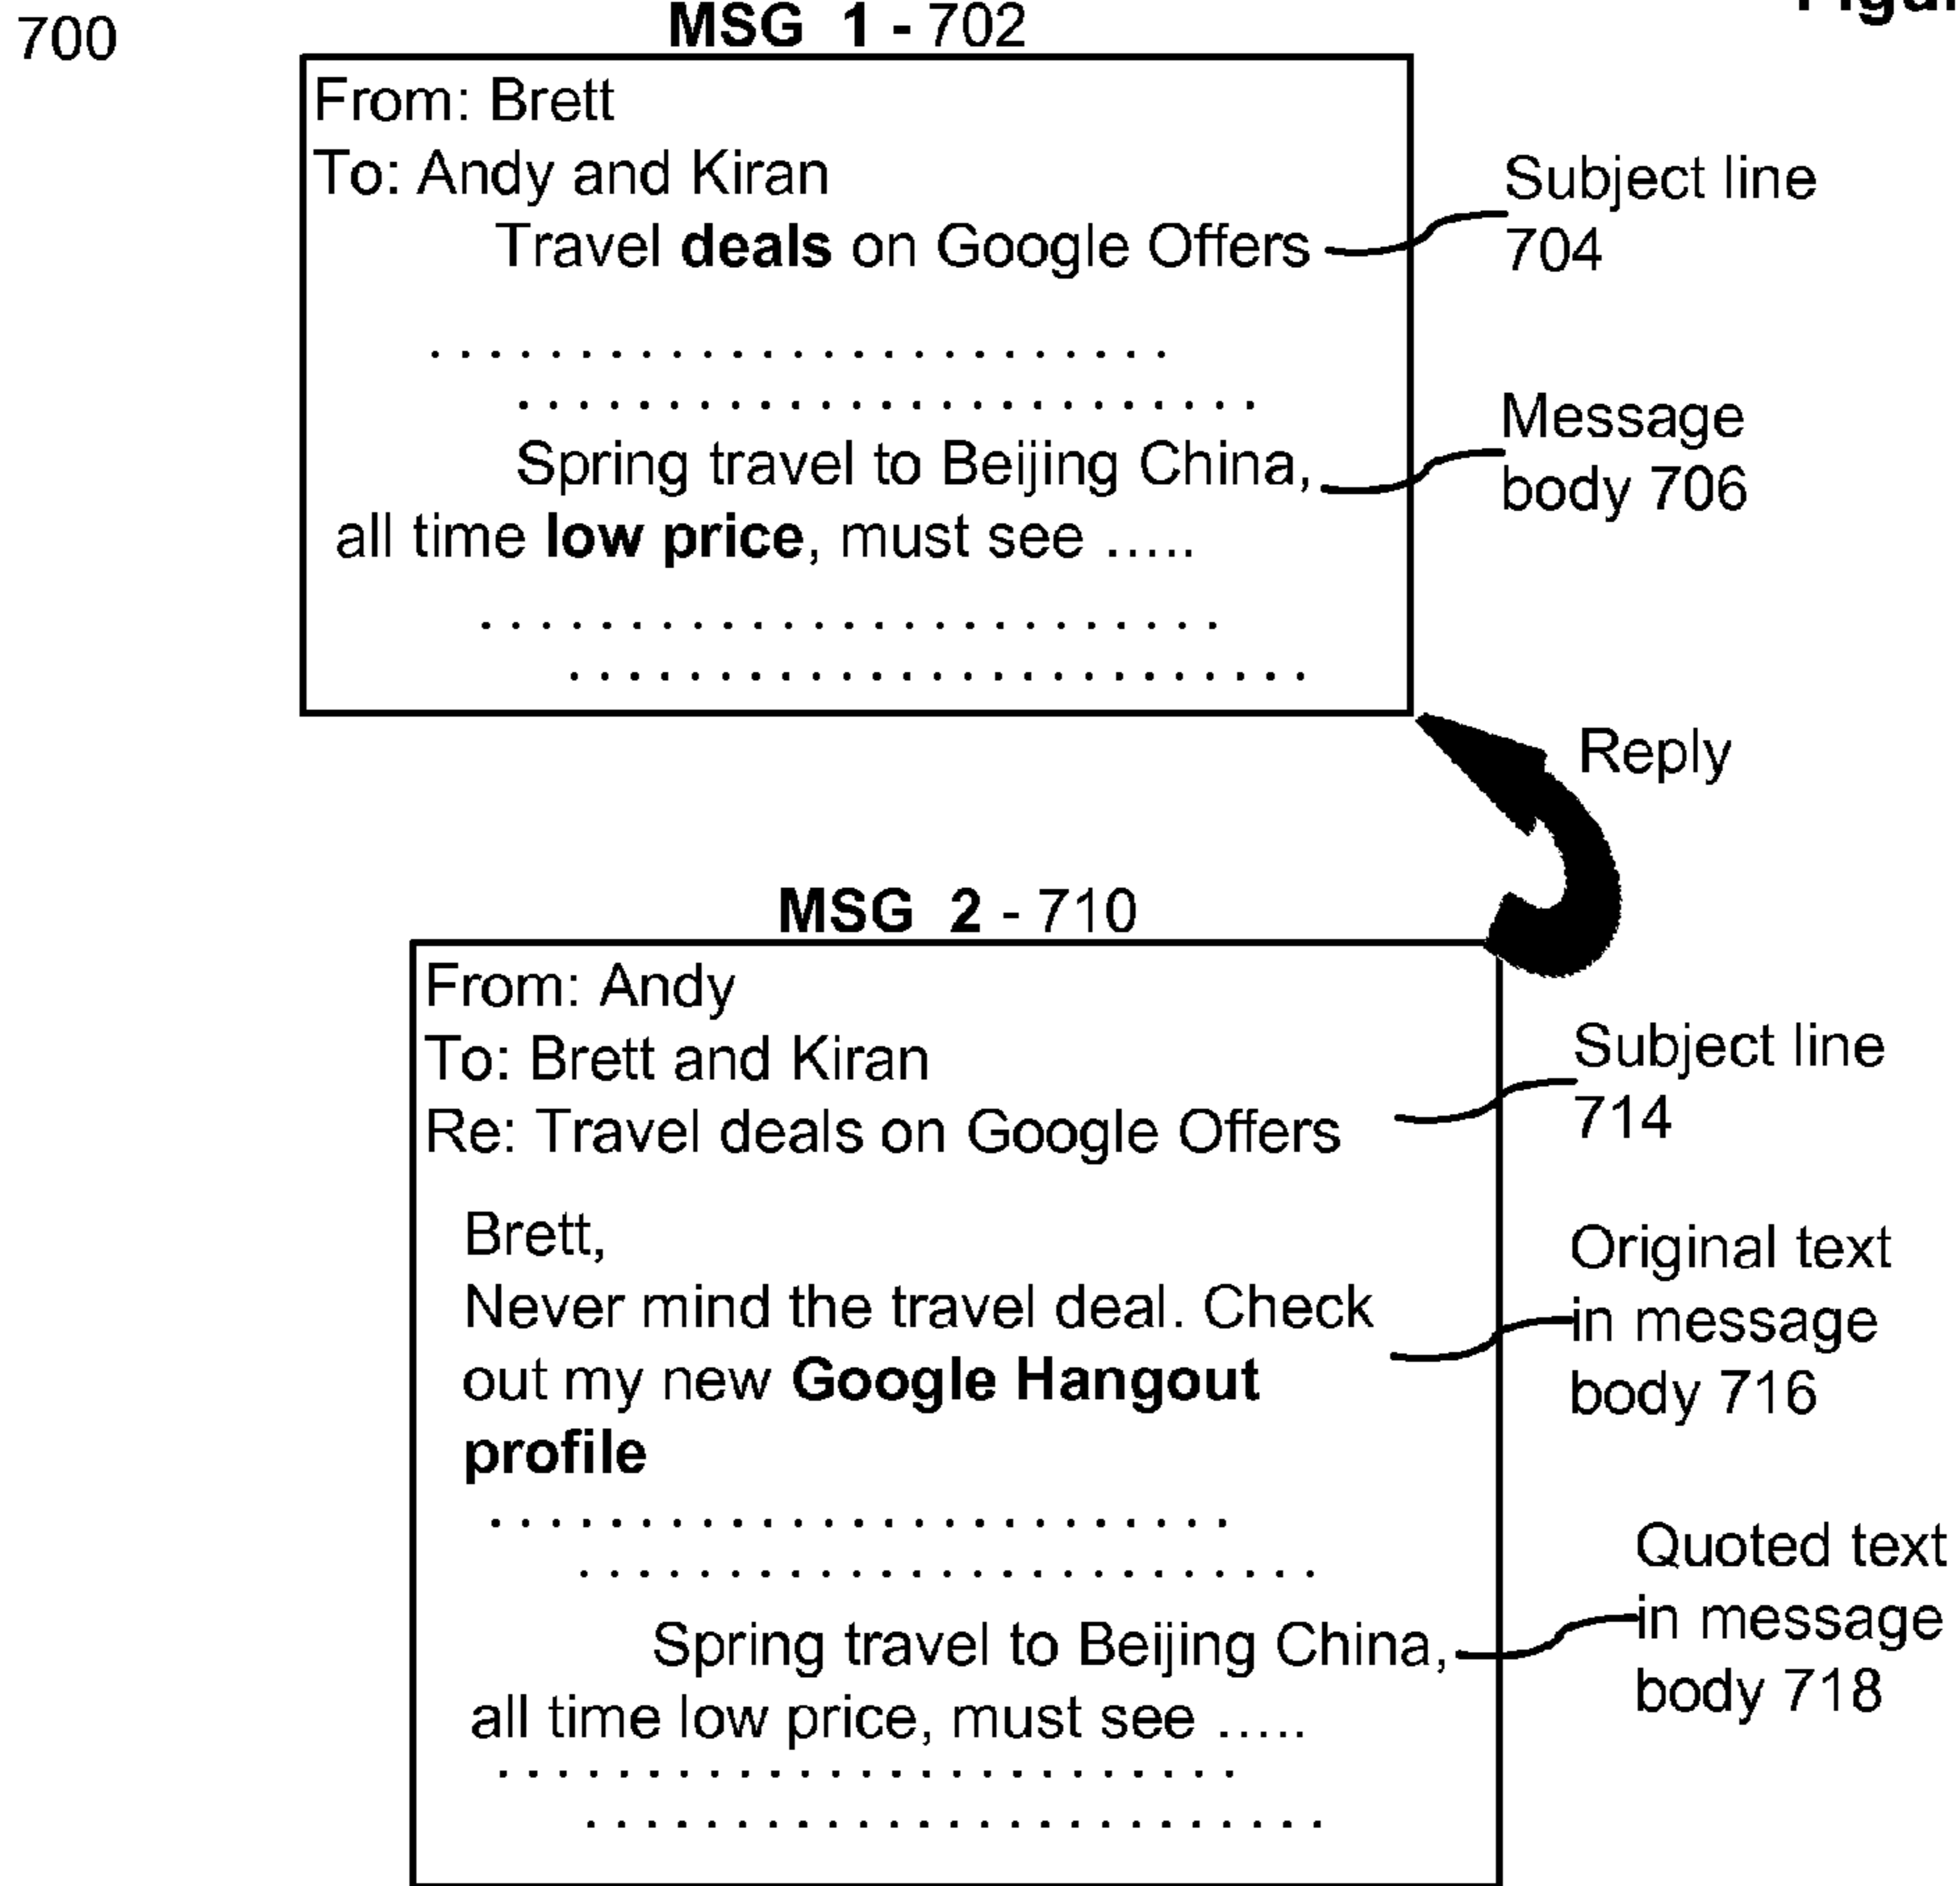 700
MSG 1 - 702
From: Brett
To: Andy and Kiran
Travel deals on Google Offers
Subject line
704
Spring travel to Beijing China,
all time low price, must see .....
Message
body 706
Reply
MSG 2 - 710
From: Andy
To: Brett and Kiran
Re: Travel deals on Google Offers
Subject line
714
Brett,
Never mind the travel deal. Check
out my new Google Hangout
profile
Original text
in message
body 716
Spring travel to Beijing China,
all time low price, must see .....
Quoted text
in message
body 718